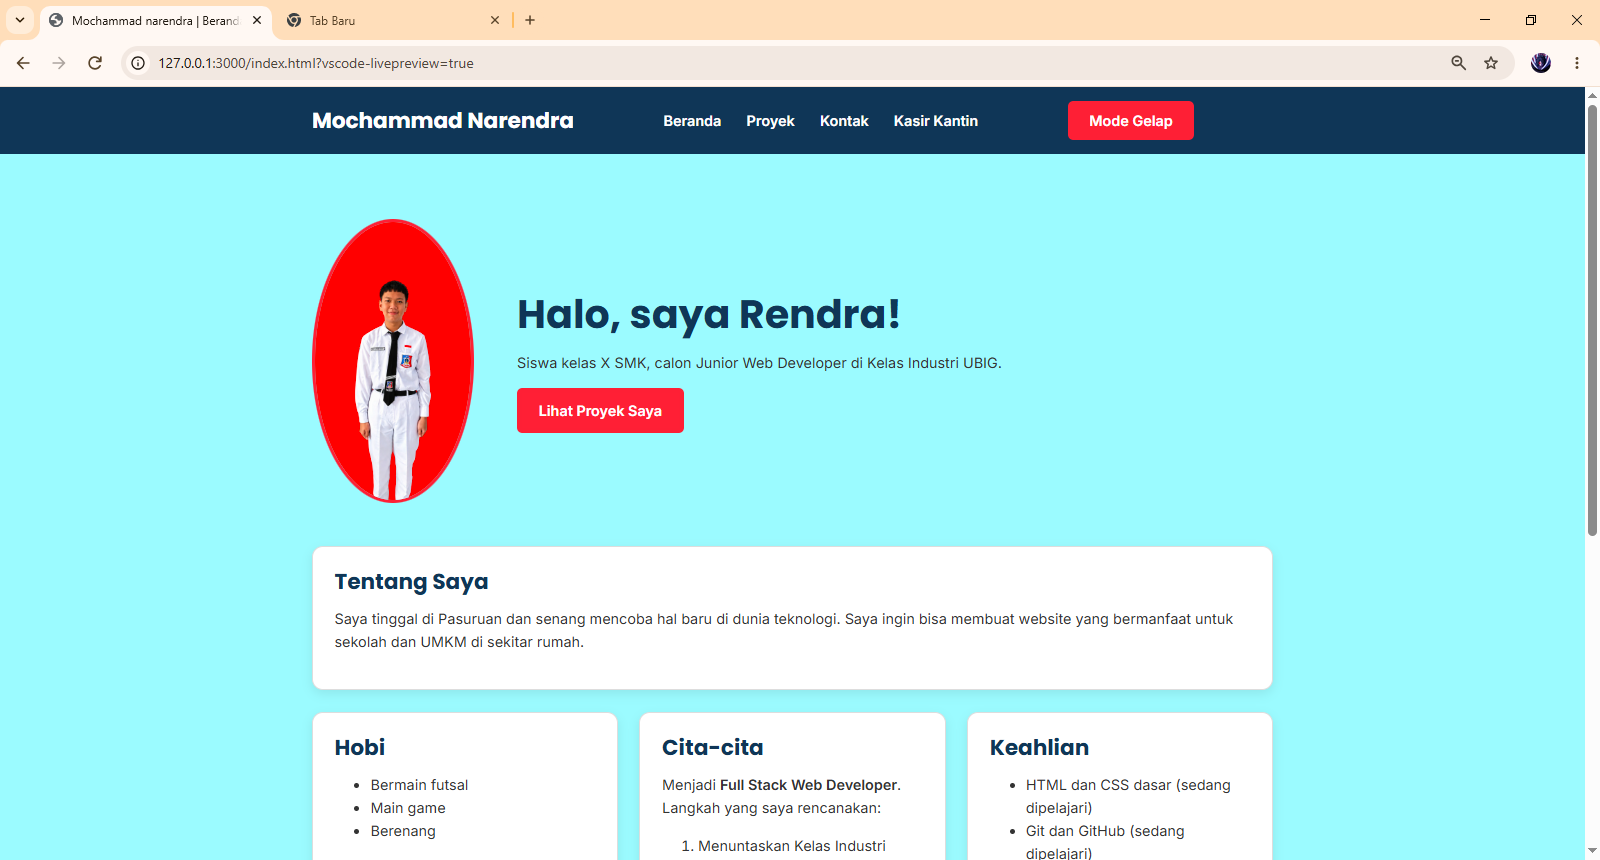 Mochammad narendra | Berand
Tab Baru
127.0.0.1:3000/index.html?vscode-livepreview=true
Mochammad Narendra
Beranda
Proyek
Kontak
Kasir Kantin
Mode Gelap
Halo, saya Rendra!
Siswa kelas X SMK, calon Junior Web Developer di Kelas Industri UBIG.
Lihat Proyek Saya
Tentang Saya
Saya tinggal di Pasuruan dan senang mencoba hal baru di dunia teknologi. Saya ingin bisa membuat website yang bermanfaat untuk
sekolah dan UMKM di sekitar rumah.
Hobi
• Bermain futsal
• Main game
• Berenang
Cita-cita
Menjadi Full Stack Web Developer.
Langkah yang saya rencanakan:
1. Menuntaskan Kelas Industri
Keahlian
• HTML dan CSS dasar (sedang
dipelajari)
• Git dan GitHub (sedang
dipelajari)